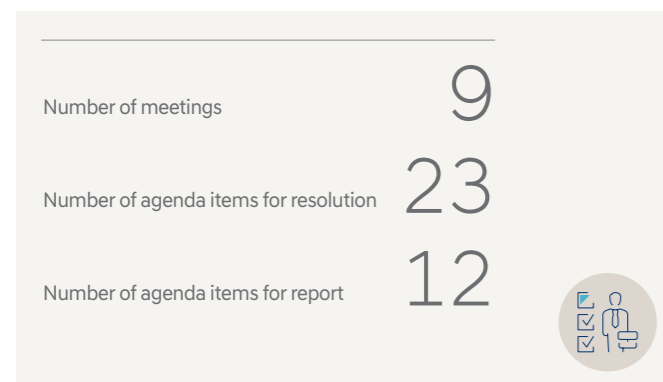 Number of meetings 9
Number of agenda items for resolution 23
Number of agenda items for report 12